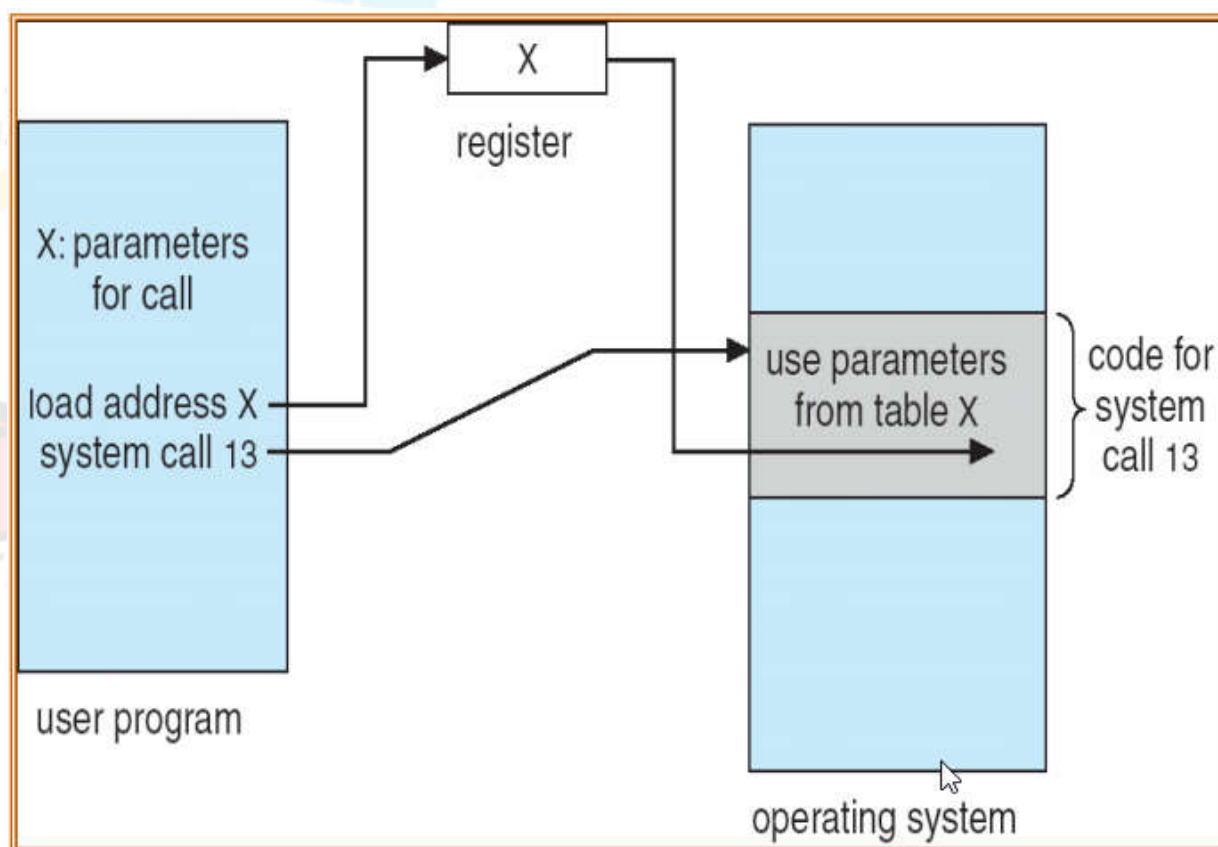 X
register
X: parameters
for call
load address X
system call 13
user program
use parameters
from table X
code for
system
call 13
operating system